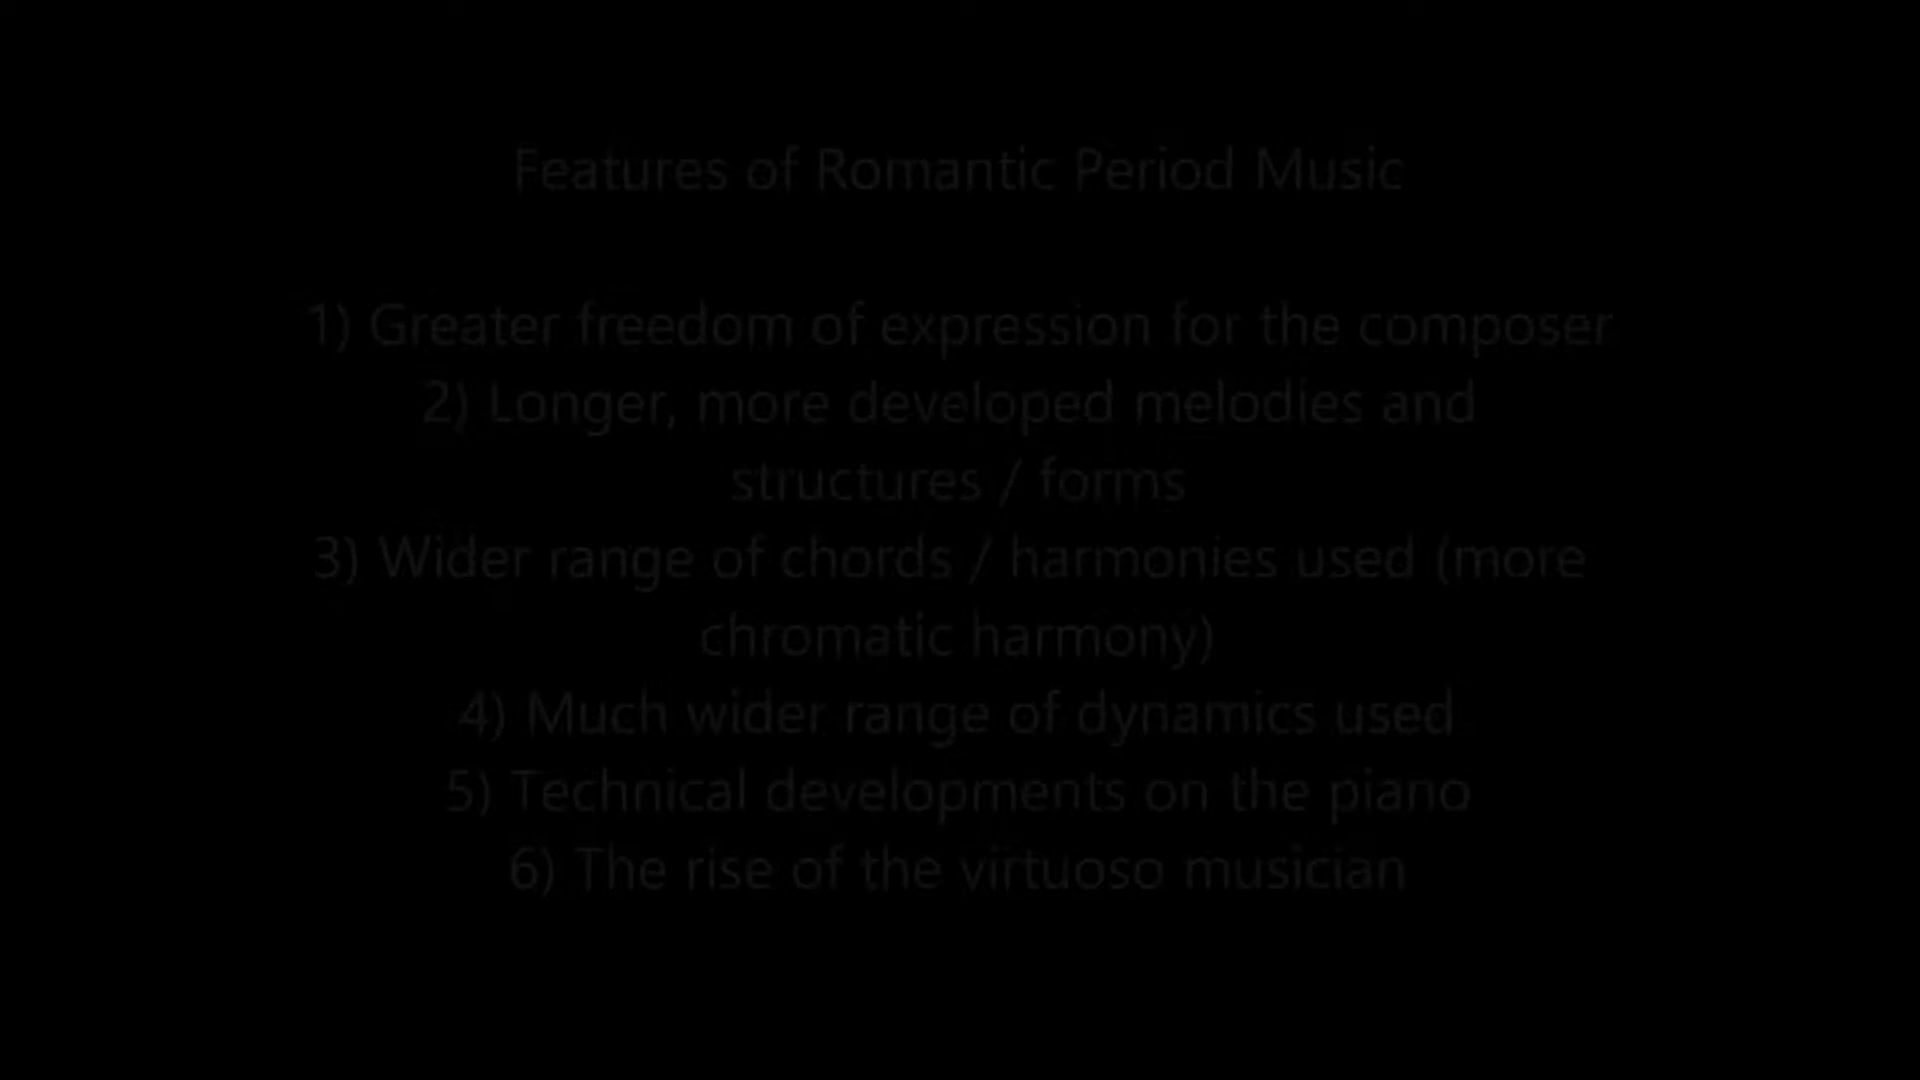 Features of Romantic Period Music
1) Greater freedom of expression for the composer
2) Longer, more developed melodies and
structures / forms
3) Wider range of chords / harmonies used (more
chromatic harmony)
4) Much wider range of dynamics used
5) Technical developments on the piano
6) The rise of the virtuoso musician